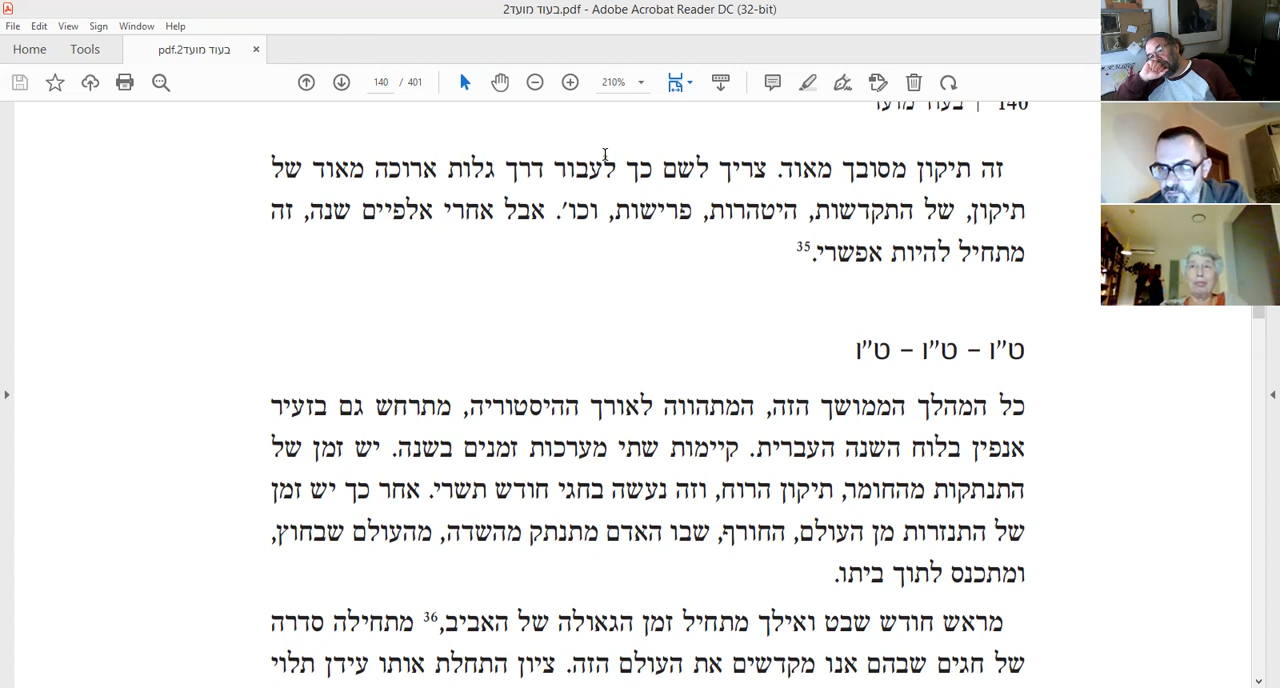 בעוד מועד2.pdf - Adobe Acrobat Reader DC (32-bit)
File Edit View Sign Window Help
Home Tools בעוד מועד2.pdf ×
140 / 401 210%
140 | בעוד מועד
זה תיקון מסובך מאוד. צריך לשם כך לעבור דרך גלות ארוכה מאוד של
תיקון, של התקדשות, היטהרות, פרישות, וכו׳. אבל אחרי אלפיים שנה, זה
מתחיל להיות אפשרי.³⁵
ט״ו – ט״ו – ט״ו
כל המהלך הממושך הזה, המתהווה לאורך ההיסטוריה, מתרחש גם בזעיר
אנפין בלוח השנה העברית. קיימות שתי מערכות זמנים בשנה. יש זמן של
התנתקות מהחומר, תיקון הרוח, וזה נעשה בחגי חודש תשרי. אחר כך יש זמן
של התנזרות מן העולם, החורף, שבו האדם מתנתק מהשדה, מהעולם שבחוץ,
ומתכנס לתוך ביתו.
מראש חודש שבט ואילך מתחיל זמן הגאולה של האביב,³⁶ מתחילה סדרה
של חגים שבהם אנו מקדשים את העולם הזה. ציון התחלת אותו עידן תלוי